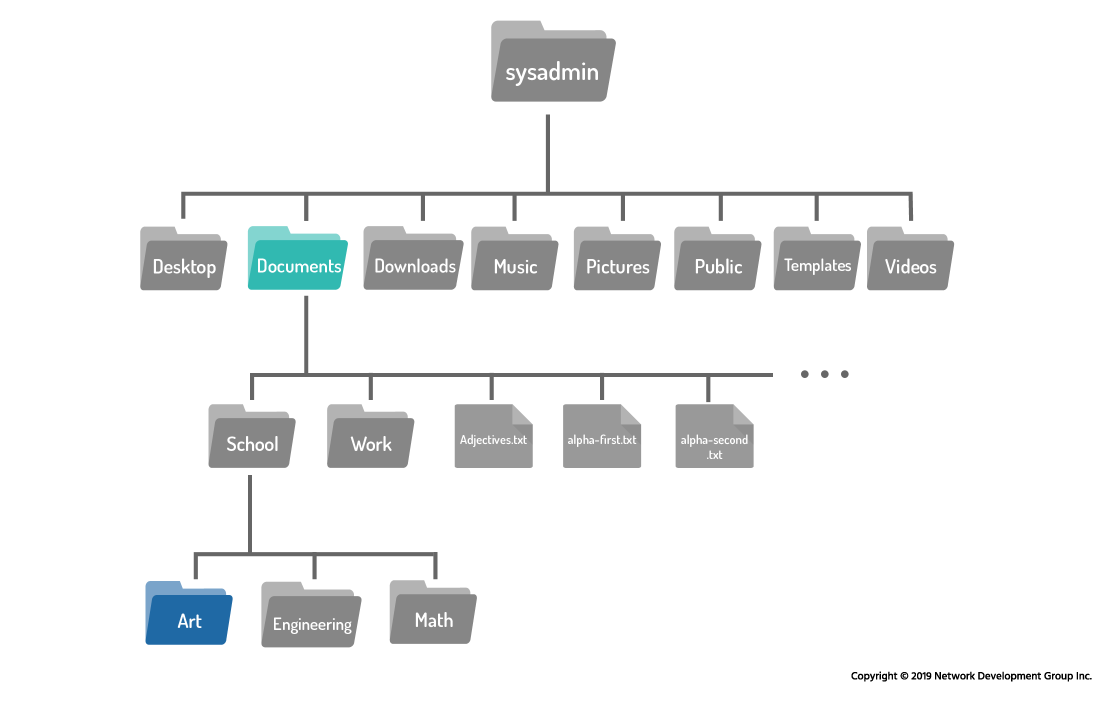 sysadmin
Desktop
Documents
Downloads
Music
Pictures
Public
Templates
Videos
School
Work
Adjectives.txt
alpha-first.txt
alpha-second
.txt
Art
Engineering
Math
Copyright © 2019 Network Development Group Inc.